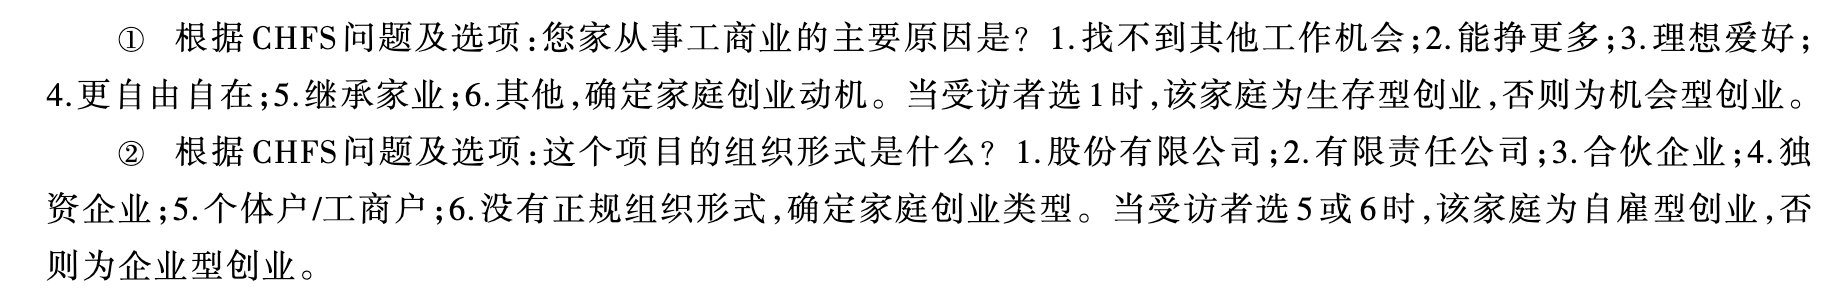 ① 根据CHFS问题及选项:您家从事工商业的主要原因是? 1.找不到其他工作机会;2.能挣更多;3.理想爱好;
4.更自由自在;5.继承家业;6.其他,确定家庭创业动机。当受访者选1时,该家庭为生存型创业,否则为机会型创业。
② 根据CHFS问题及选项:这个项目的组织形式是什么? 1.股份有限公司;2.有限责任公司;3.合伙企业;4.独
资企业;5.个体户/工商户;6.没有正规组织形式,确定家庭创业类型。当受访者选5或6时,该家庭为自雇型创业,否
则为企业型创业。